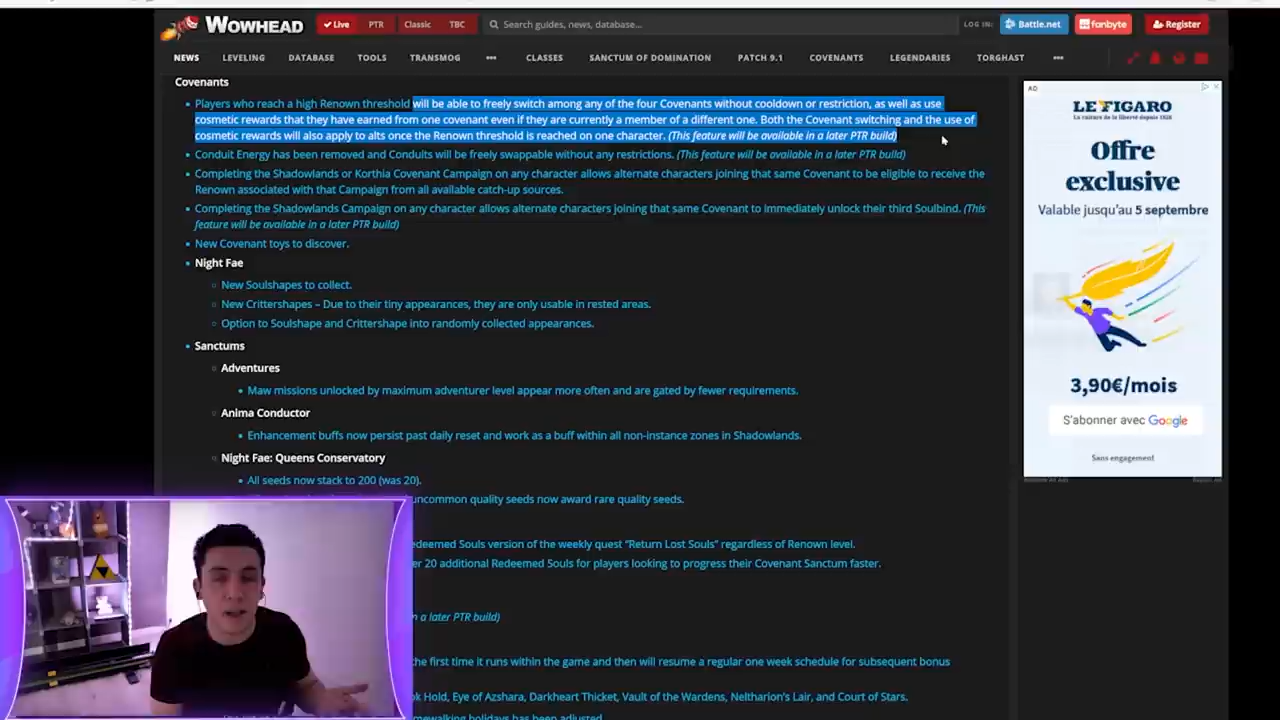 WOWHEAD
Live PTR Classic TBC
Search guides, news, database...
LOG IN: Battle.net fanbyte Register
NEWS LEVELING DATABASE TOOLS TRANSMOG ••• CLASSES SANCTUM OF DOMINATION PATCH 9.1 COVENANTS LEGENDARIES TORGHAST •••
Covenants
Players who reach a high Renown threshold will be able to freely switch among any of the four Covenants without cooldown or restriction, as well as use
cosmetic rewards that they have earned from one covenant even if they are currently a member of a different one. Both the Covenant switching and the use of
cosmetic rewards will also apply to alts once the Renown threshold is reached on one character. (This feature will be available in a later PTR build)
Conduit Energy has been removed and Conduits will be freely swappable without any restrictions. (This feature will be available in a later PTR build)
Completing the Shadowlands or Korthia Covenant Campaign on any character allows alternate characters joining that same Covenant to be eligible to receive the
Renown associated with that Campaign from all available catch-up sources.
Completing the Shadowlands Campaign on any character allows alternate characters joining that same Covenant to immediately unlock their third Soulbind. (This
feature will be available in a later PTR build)
New Covenant toys to discover.
Night Fae
New Soulshapes to collect.
New Crittershapes – Due to their tiny appearances, they are only usable in rested areas.
Option to Soulshape and Crittershape into randomly collected appearances.
Sanctums
Adventures
Maw missions unlocked by maximum adventurer level appear more often and are gated by fewer requirements.
Anima Conductor
Enhancement buffs now persist past daily reset and work as a buff within all non-instance zones in Shadowlands.
Night Fae: Queens Conservatory
All seeds now stack to 200 (was 20).
uncommon quality seeds now award rare quality seeds.
edeemed Souls version of the weekly quest "Return Lost Souls" regardless of Renown level.
er 20 additional Redeemed Souls for players looking to progress their Covenant Sanctum faster.
n a later PTR build)
the first time it runs within the game and then will resume a regular one week schedule for subsequent bonus
ok Hold, Eye of Azshara, Darkheart Thicket, Vault of the Wardens, Neltharion's Lair, and Court of Stars.
mewalking holidays has been adjusted.
AD
LE FIGARO
La culture de la liberté depuis 1826
Offre
exclusive
Valable jusqu'au 5 septembre
3,90€/mois
S'abonner avec Google
Sans engagement